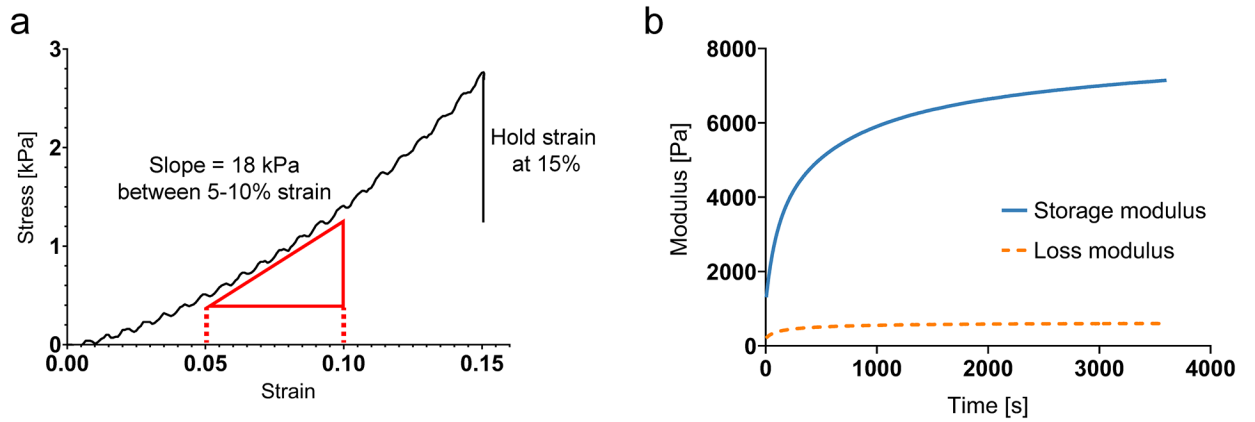 a
3
2
1
0
Stress [kPa]
Slope = 18 kPa
between 5-10% strain
Hold strain
at 15%
0.00
0.05
0.10
0.15
Strain
b
8000
6000
4000
2000
0
Modulus [Pa]
Storage modulus
Loss modulus
0
1000
2000
3000
4000
Time [s]